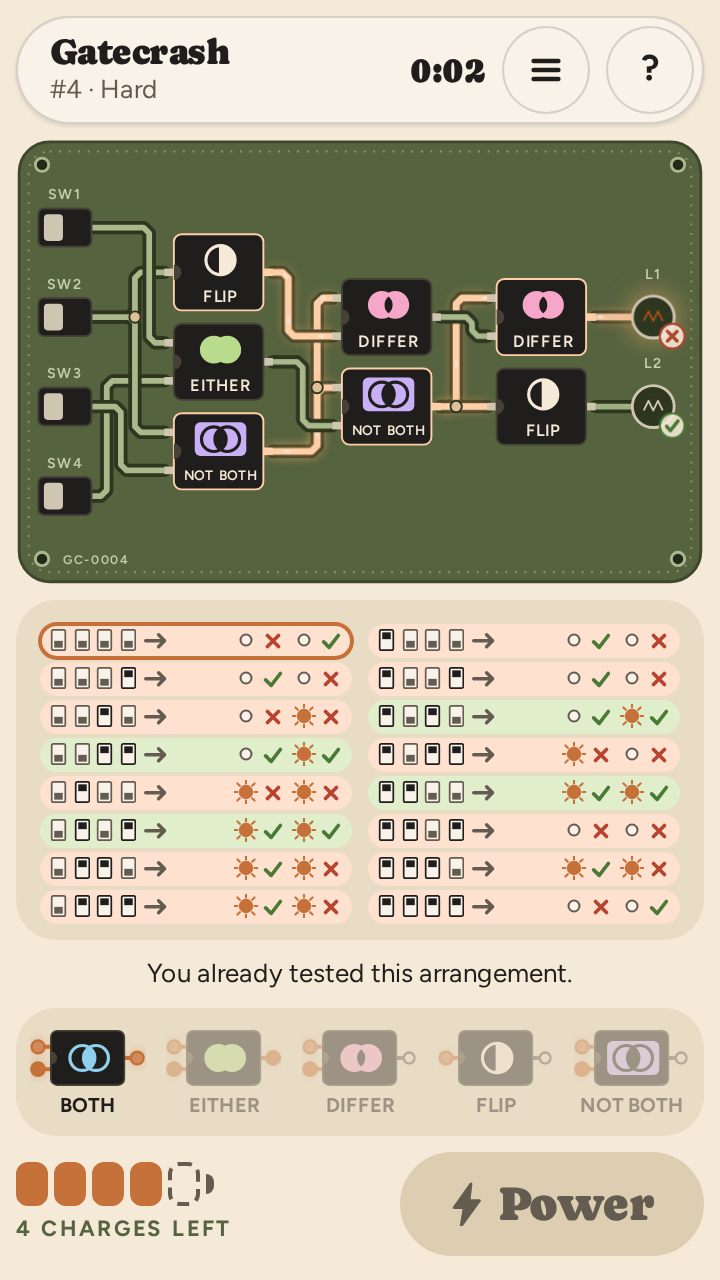 Gatecrash
#4 · Hard
0:02
?
SW1
SW2
SW3
SW4
FLIP
EITHER
NOT BOTH
DIFFER
NOT BOTH
DIFFER
FLIP
L1
L2
GC-0004
You already tested this arrangement.
BOTH
EITHER
DIFFER
FLIP
NOT BOTH
4 CHARGES LEFT
Power